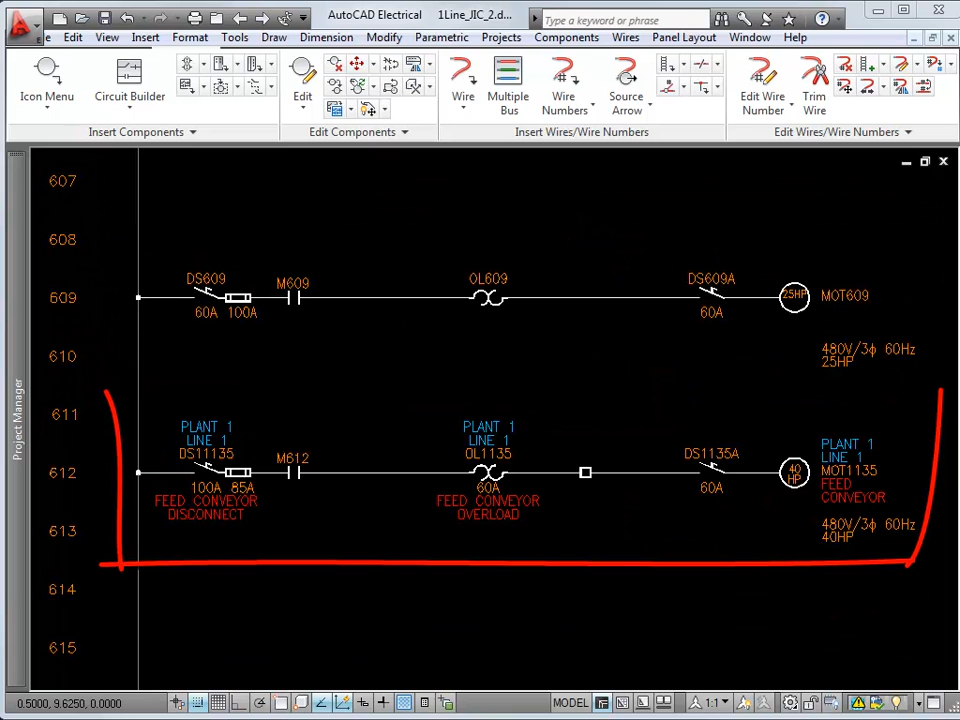 AutoCAD Electrical 1Line_JIC_2.d...
Type a keyword or phrase
e Edit View Insert Format Tools Draw Dimension Modify Parametric Projects Components Wires Panel Layout Window Help
Icon Menu
Circuit Builder
Edit
Wire
Multiple Bus
Wire Numbers
Source Arrow
Edit Wire Number
Trim Wire
Insert Components
Edit Components
Insert Wires/Wire Numbers
Edit Wires/Wire Numbers
Project Manager
607
608
DS609 M609 OL609 DS609A
609 25HP MOT609
60A 100A 60A
610 480V/3ϕ 60Hz
25HP
611
PLANT 1 PLANT 1
LINE 1 LINE 1 PLANT 1
DS11135 M612 OL1135 DS1135A LINE 1
612 40 HP MOT1135
100A 85A 60A 60A FEED
FEED CONVEYOR FEED CONVEYOR CONVEYOR
DISCONNECT OVERLOAD
613 480V/3ϕ 60Hz
40HP
614
615
0.5000, 9.6250, 0.0000 MODEL 1:1